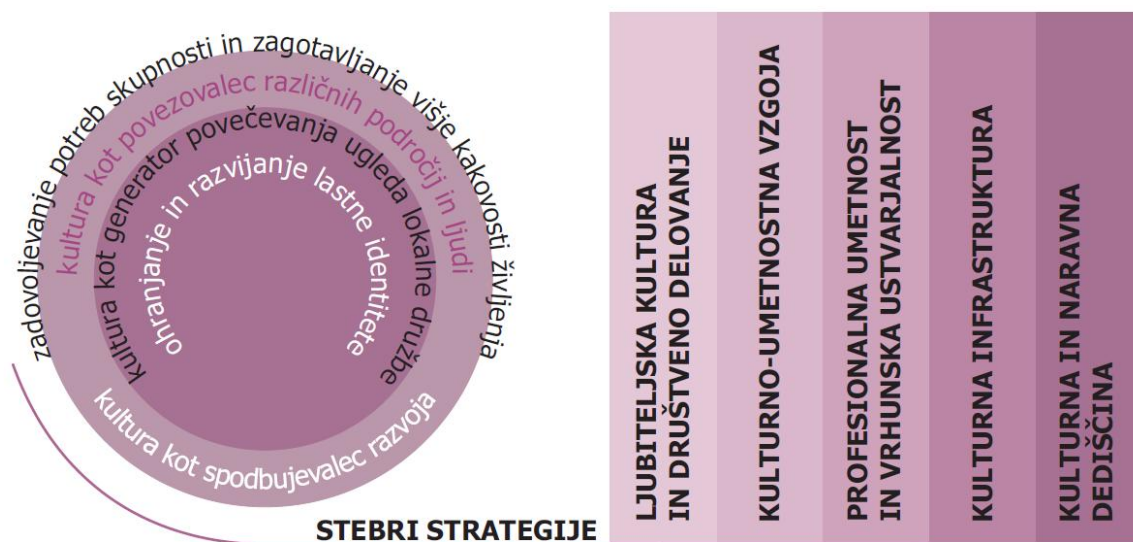 zadovoljevanje potreb skupnosti in zagotavljanje višje kakovosti življenja
kultura kot povezovalec različnih področij in ljudi
Kultura kot generator povečevanja ugleda lokalne družbe
ohranjanje in razvijanje lastne identitete
kultura kot spodbujevalec razvoja
STEBRI STRATEGIJE
LJUBITELJSKA KULTURA
IN DRUŠTVENO DELOVANJE
KULTURNO-UMETNOSTNA VZGOJA
PROFESIONALNA UMETNOST
IN VRHUNSKA USTVARJALNOST
KULTURNA INFRASTRUKTURA
KULTURNA IN NARAVNA
DEDIŠČINA